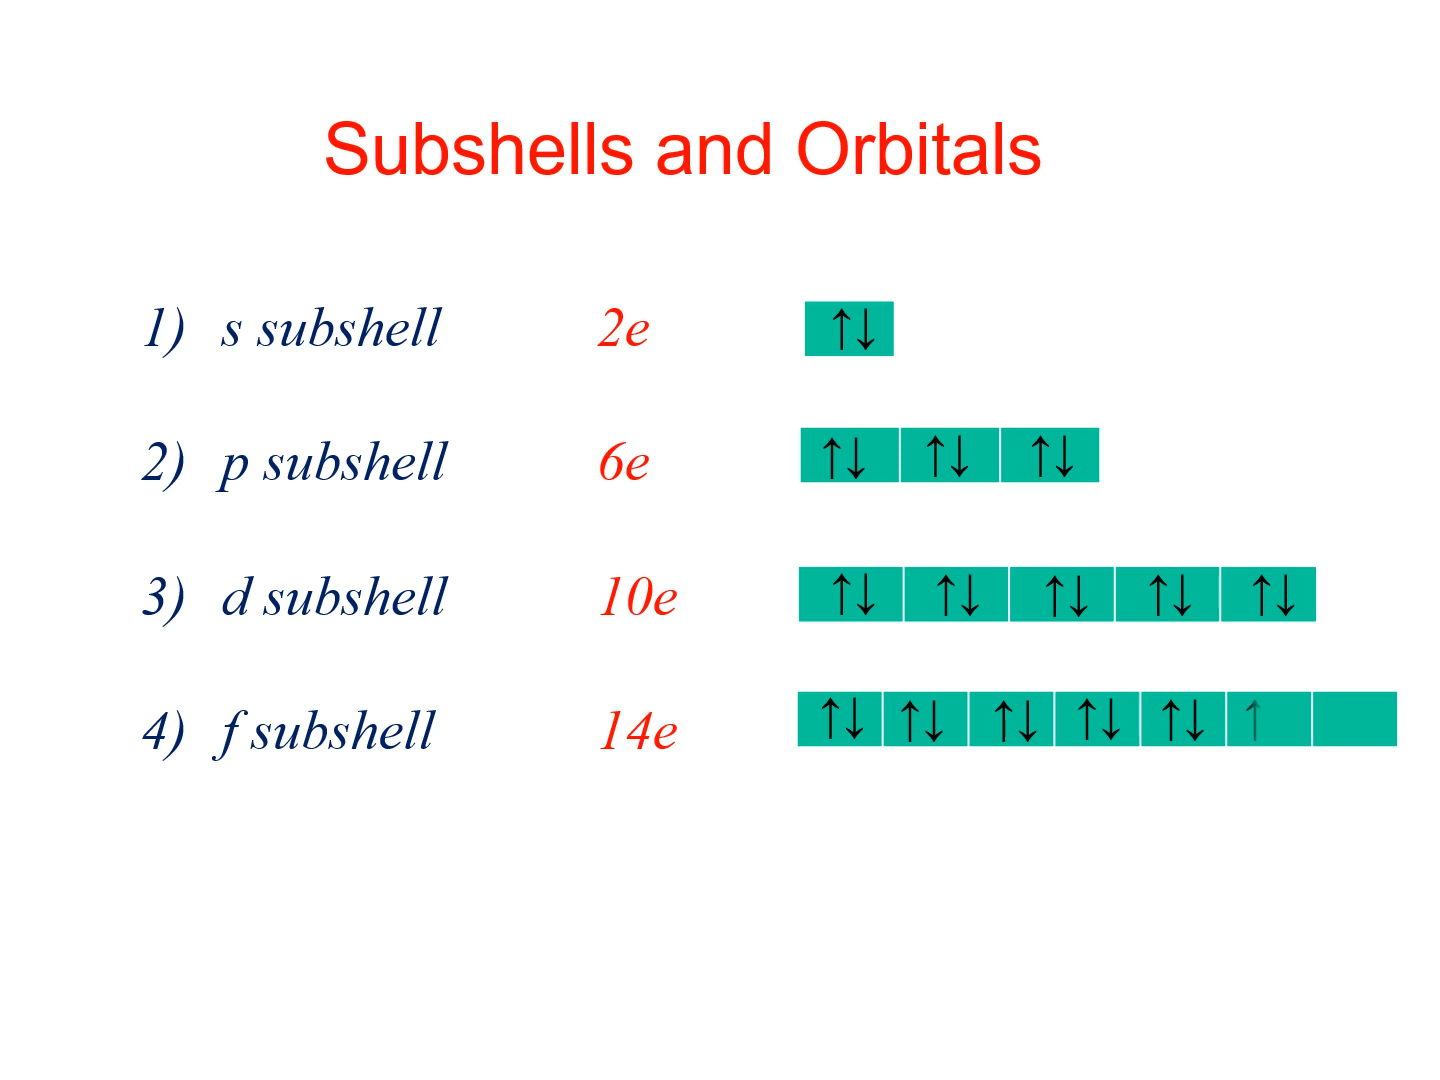 Subshells and Orbitals
1) s subshell 2e ↑↓
2) p subshell 6e ↑↓ ↑↓ ↑↓
3) d subshell 10e ↑↓ ↑↓ ↑↓ ↑↓ ↑↓
4) f subshell 14e ↑↓ ↑↓ ↑↓ ↑↓ ↑↓ ↑